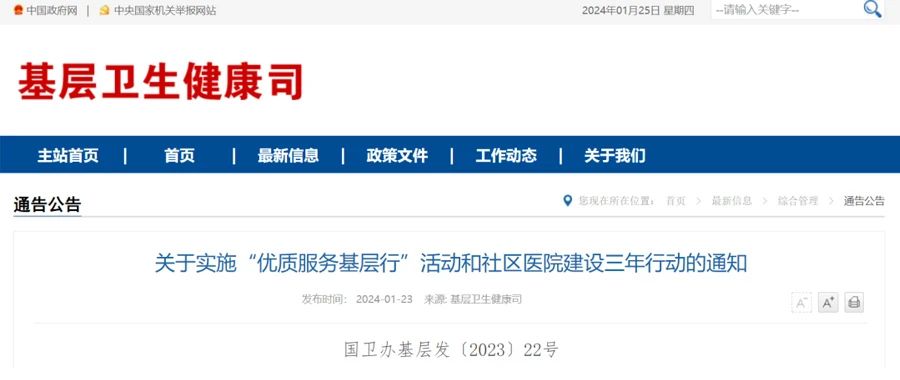 中国政府网 | 中央国家机关举报网站 2024年01月25日 星期四 --请输入关键字--
基层卫生健康司
主站首页 | 首页 | 最新信息 | 政策文件 | 工作动态 | 关于我们
通告公告 您现在所在位置: 首页 > 最新信息 > 综合管理 > 通告公告
关于实施“优质服务基层行”活动和社区医院建设三年行动的通知
发布时间: 2024-01-23 来源: 基层卫生健康司 A- A+
国卫办基层发〔2023〕22号